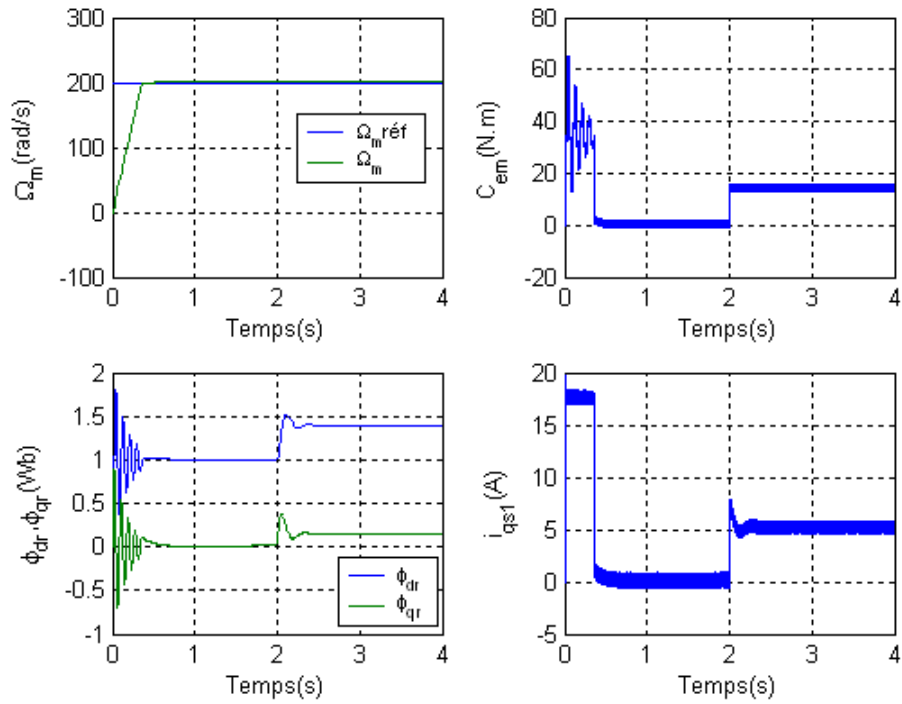 300
200
100
0
-100
0 1 2 3 4
Ωm(rad/s)
Temps(s)
Ωmréf
Ωm
80
60
40
20
0
-20
0 1 2 3 4
Cem(N.m)
Temps(s)
2
1.5
1
0.5
0
-0.5
-1
0 1 2 3 4
ϕdr.ϕqr(Wb)
Temps(s)
ϕdr
ϕqr
20
15
10
5
0
-5
0 1 2 3 4
iqs1(A)
Temps(s)